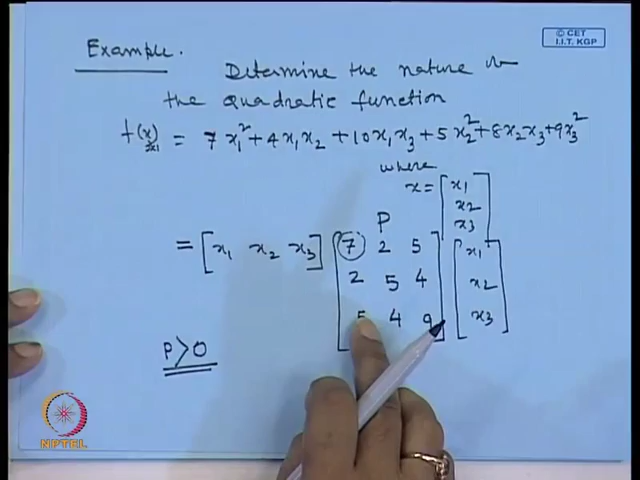 © CET
I.I.T. KGP
Example.
Determine the nature
the quadratic function
f(x) = 7x₁² + 4x₁x₂ + 10x₁x₃ + 5x₂² + 8x₂x₃ + 9x₃²
where
x = [x₁
x₂
x₃]
P
= [x₁ x₂ x₃] [7 2 5] [x₁
2 5 4 x₂
5 4 9 x₃]
P>0
NPTEL